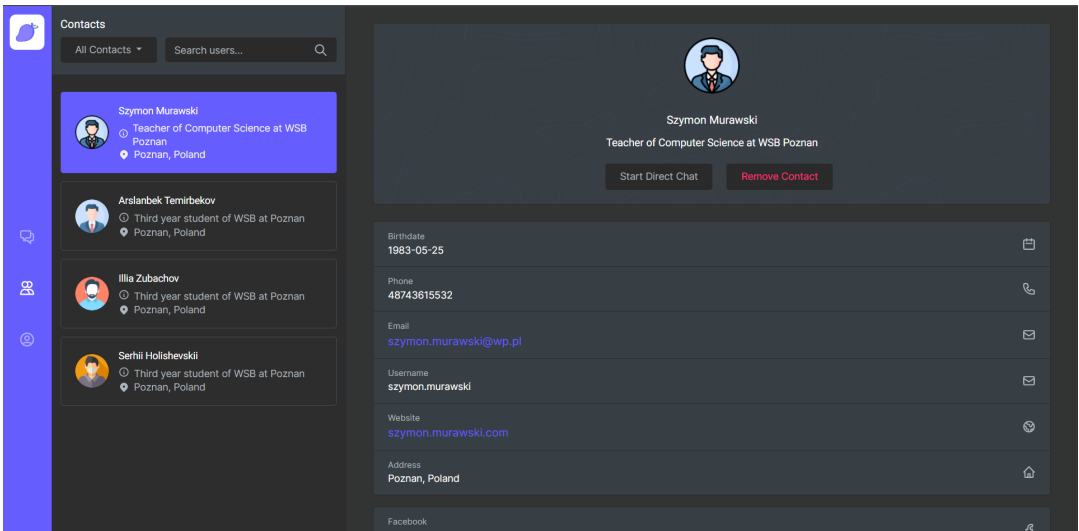 Contacts
All Contacts
Search users...
Szymon Murawski
Teacher of Computer Science at WSB
Poznan
Poznan, Poland
Arslanbek Temirbekov
Third year student of WSB at Poznan
Poznan, Poland
Illia Zubachov
Third year student of WSB at Poznan
Poznan, Poland
Serhii Holishevskii
Third year student of WSB at Poznan
Poznan, Poland
Szymon Murawski
Teacher of Computer Science at WSB Poznan
Start Direct Chat
Remove Contact
Birthdate
1983-05-25
Phone
48743615532
Email
szymon.murawski@wp.pl
Username
szymon.murawski
Website
szymon.murawski.com
Address
Poznan, Poland
Facebook